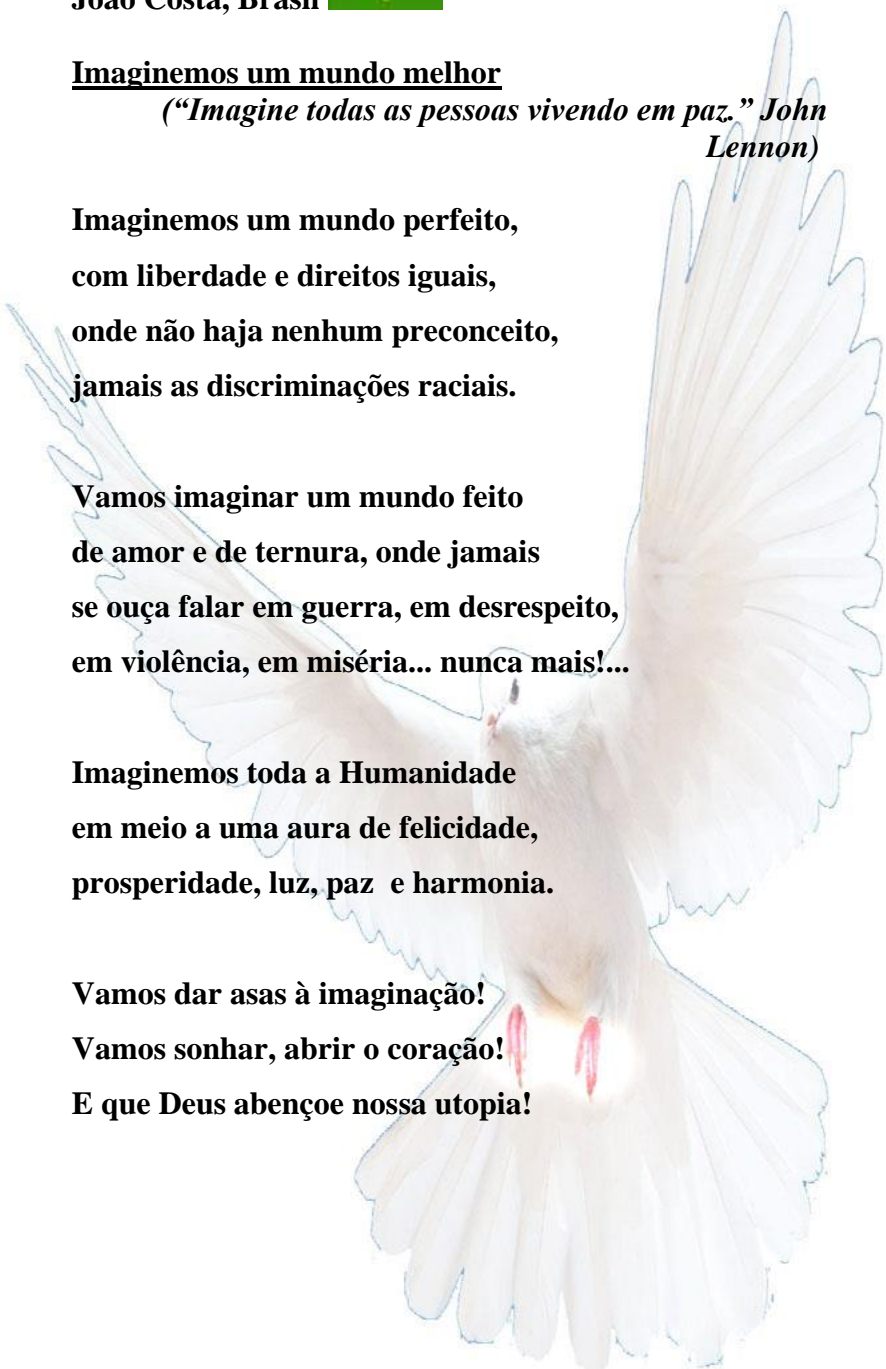 João Costa, Brasil
Imaginemos um mundo melhor
(“Imagine todas as pessoas vivendo em paz.” John
Lennon)
Imaginemos um mundo perfeito,
com liberdade e direitos iguais,
onde não haja nenhum preconceito,
jamais as discriminações raciais.
Vamos imaginar um mundo feito
de amor e de ternura, onde jamais
se ouça falar em guerra, em desrespeito,
em violência, em miséria... nunca mais!...
Imaginemos toda a Humanidade
em meio a uma aura de felicidade,
prosperidade, luz, paz  e harmonia.
Vamos dar asas à imaginação!
Vamos sonhar, abrir o coração!
E que Deus abençoe nossa utopia!